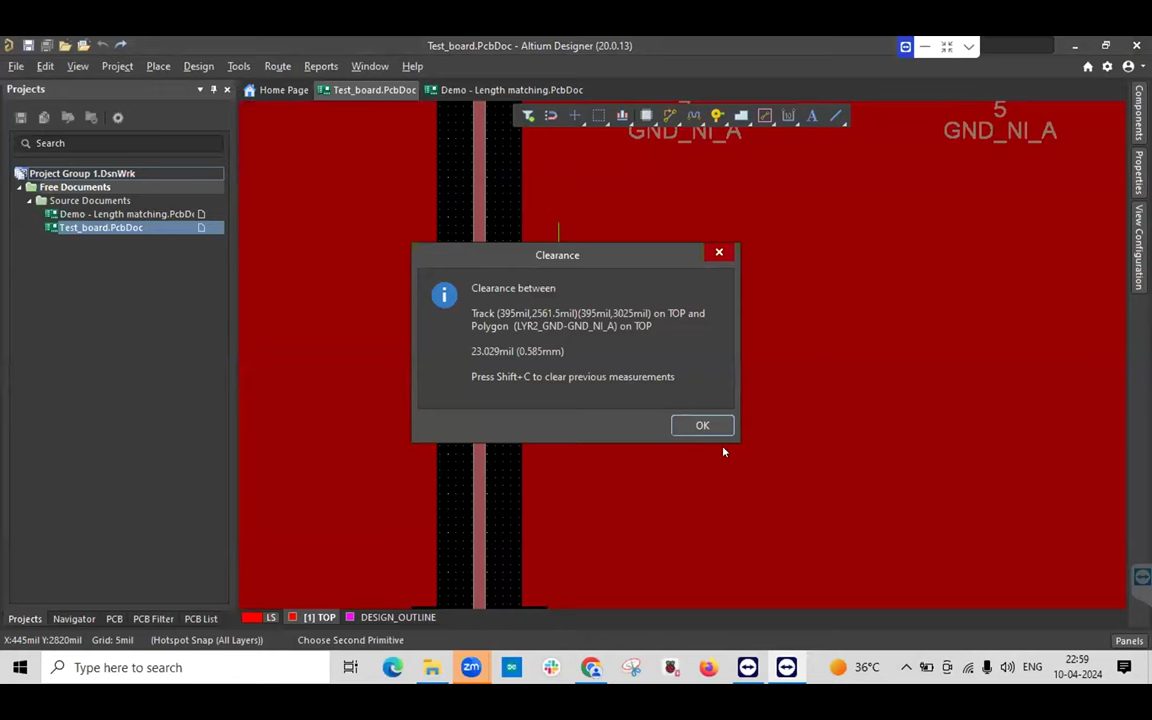 Test_board.PcbDoc - Altium Designer (20.0.13)
File Edit View Project Place Design Tools Route Reports Window Help
Projects
Home Page
Test_board.PcbDoc
Demo - Length matching.PcbDoc
Search
Project Group 1.DsnWrk
Free Documents
Source Documents
Demo - Length matching.PcbD
Test_board.PcbDoc
GND_NI_A
5
GND_NI_A
Clearance
Clearance between
Track (395mil,2561.5mil)(395mil,3025mil) on TOP and
Polygon (LYR2_GND-GND_NI_A) on TOP
23.029mil (0.585mm)
Press Shift+C to clear previous measurements
OK
Components
Properties
View Configuration
Projects Navigator PCB PCB Filter PCB List
LS [1] TOP DESIGN_OUTLINE
X:445mil Y:2820mil Grid: 5mil (Hotspot Snap (All Layers)) Choose Second Primitive
Panels
Type here to search
zm
36°C
ENG
22:59
10-04-2024